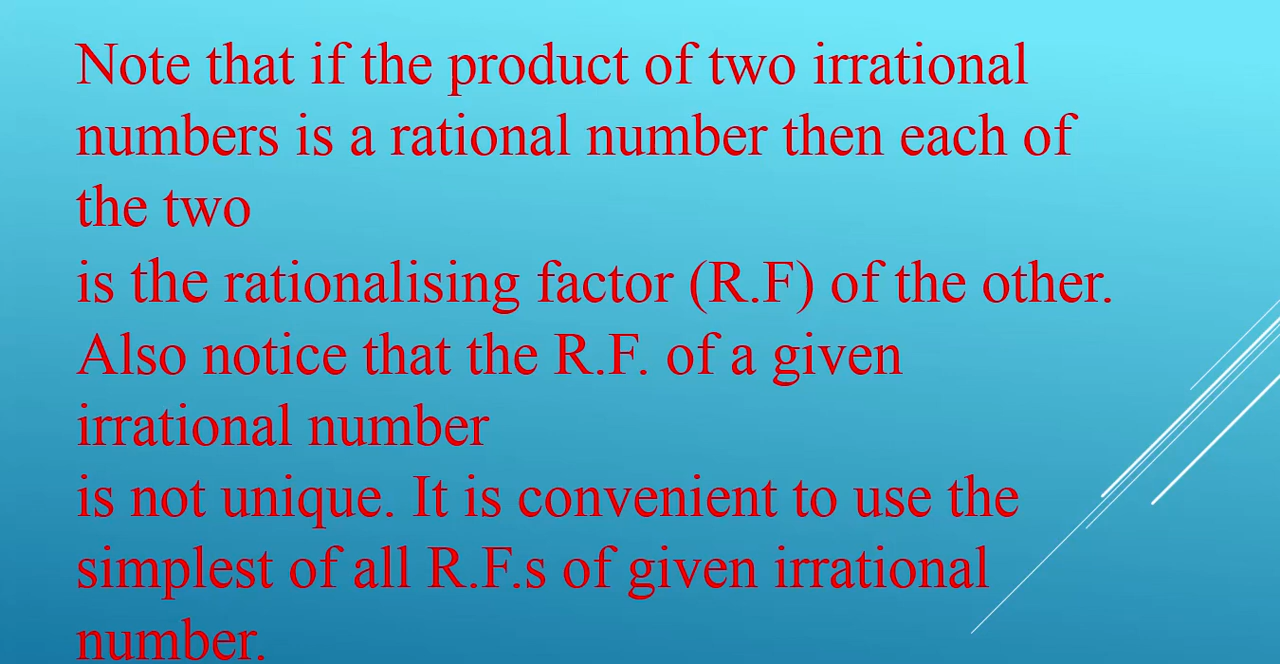 Note that if the product of two irrational
numbers is a rational number then each of
the two
is the rationalising factor (R.F) of the other.
Also notice that the R.F. of a given
irrational number
is not unique. It is convenient to use the
simplest of all R.F.s of given irrational
number.